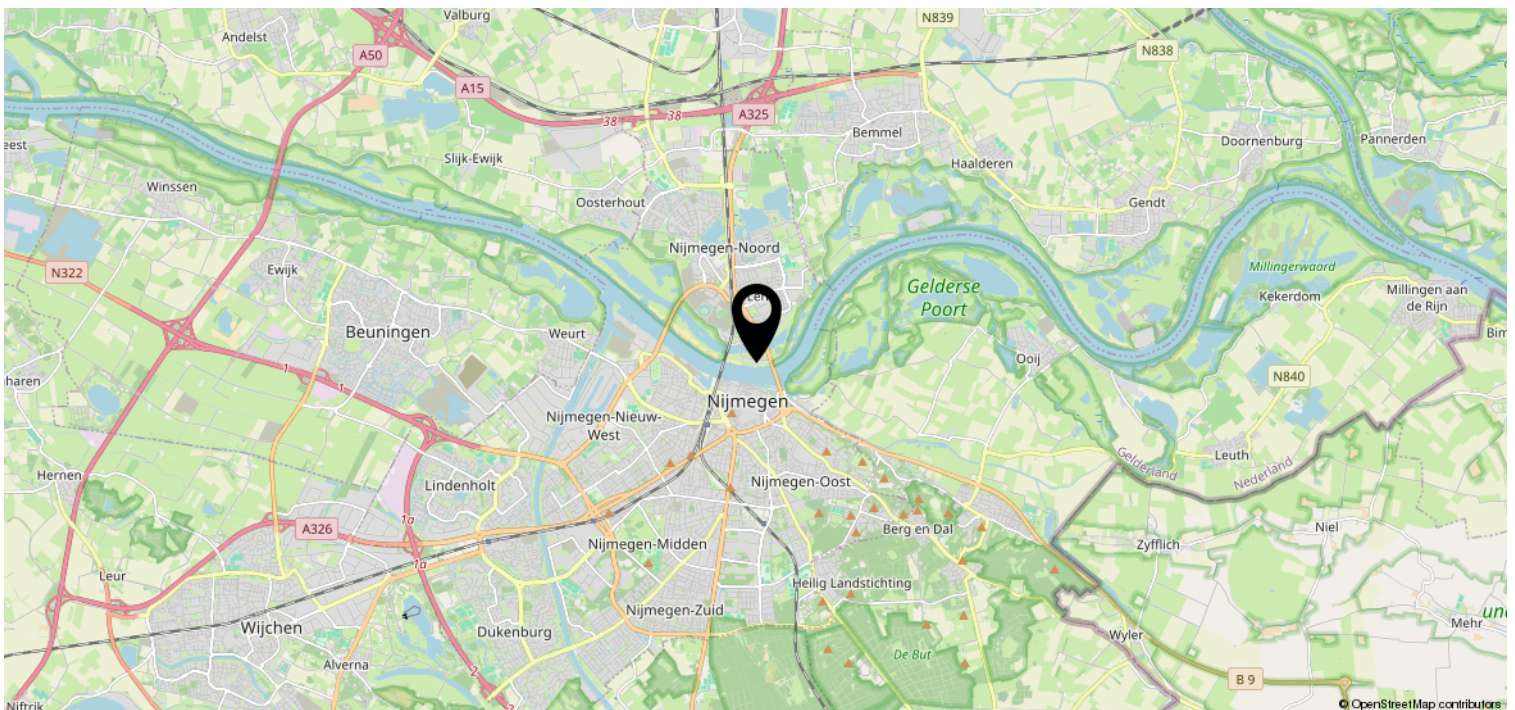 Valburg
N839
Andelst
A50
N838
A15
38
38
A325
Bemmel
Doornenburg
Pannerden
eest
Slijk-Ewijk
Haalderen
Winssen
Oosterhout
Gendt
Nijmegen-Noord
N322
Ewijk
Millingerwaard
Gelderse
Poort
Kekerdom
Millingen aan
de Rijn
Beuningen
Weurt
Bim
Ooij
1
1
haren
N840
Nijmegen
Nijmegen-Nieuw-
West
Gelderland
Nederland
Leuth
Hernen
Lindenholt
Nijmegen-Oost
1a
A326
Berg en Dal
Niel
Nijmegen-Midden
Zyfflich
1a
Leur
Heilig Landstichting
Nijmegen-Zuid
Mehr
Wijchen
Dukenburg
Wyler
De But
Alverna
2
B 9
Niftrik
© OpenStreetMap contributors